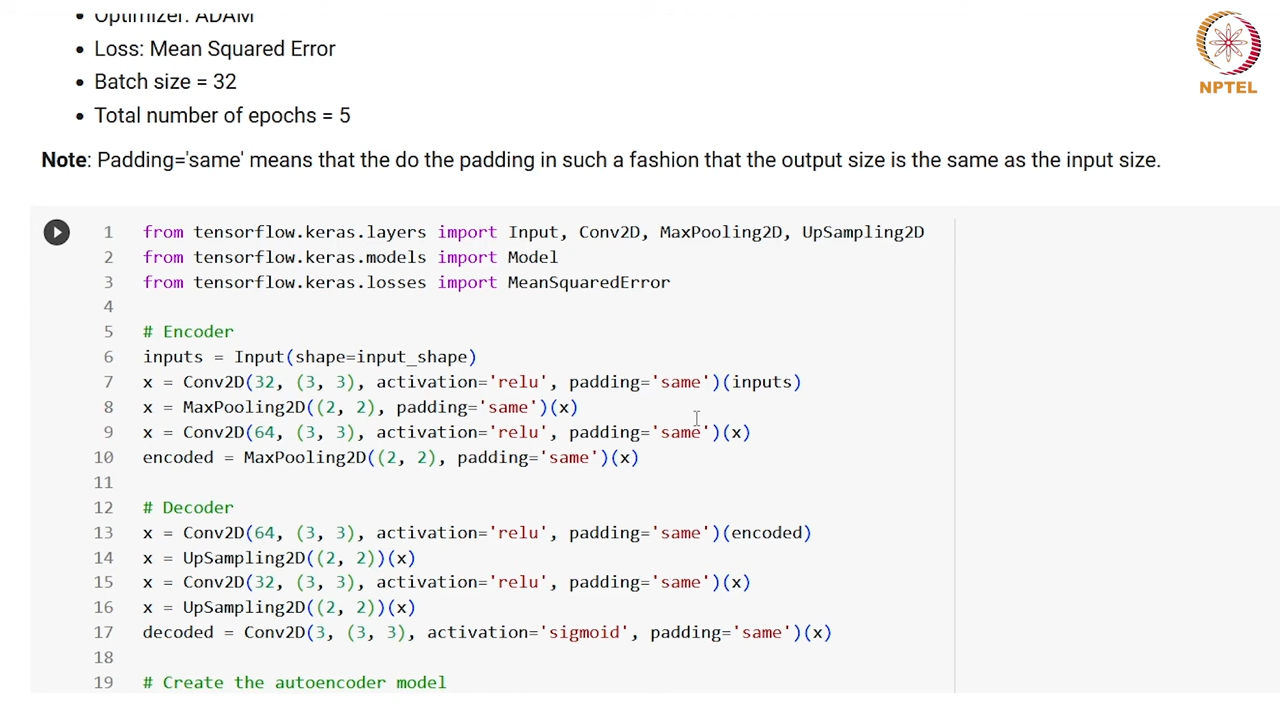 • Optimizer: ADAM
• Loss: Mean Squared Error
• Batch size = 32
• Total number of epochs = 5
NPTEL
Note: Padding='same' means that the do the padding in such a fashion that the output size is the same as the input size.
1 from tensorflow.keras.layers import Input, Conv2D, MaxPooling2D, UpSampling2D
2 from tensorflow.keras.models import Model
3 from tensorflow.keras.losses import MeanSquaredError
4
5 # Encoder
6 inputs = Input(shape=input_shape)
7 x = Conv2D(32, (3, 3), activation='relu', padding='same')(inputs)
8 x = MaxPooling2D((2, 2), padding='same')(x)
9 x = Conv2D(64, (3, 3), activation='relu', padding='same')(x)
10 encoded = MaxPooling2D((2, 2), padding='same')(x)
11
12 # Decoder
13 x = Conv2D(64, (3, 3), activation='relu', padding='same')(encoded)
14 x = UpSampling2D((2, 2))(x)
15 x = Conv2D(32, (3, 3), activation='relu', padding='same')(x)
16 x = UpSampling2D((2, 2))(x)
17 decoded = Conv2D(3, (3, 3), activation='sigmoid', padding='same')(x)
18
19 # Create the autoencoder model